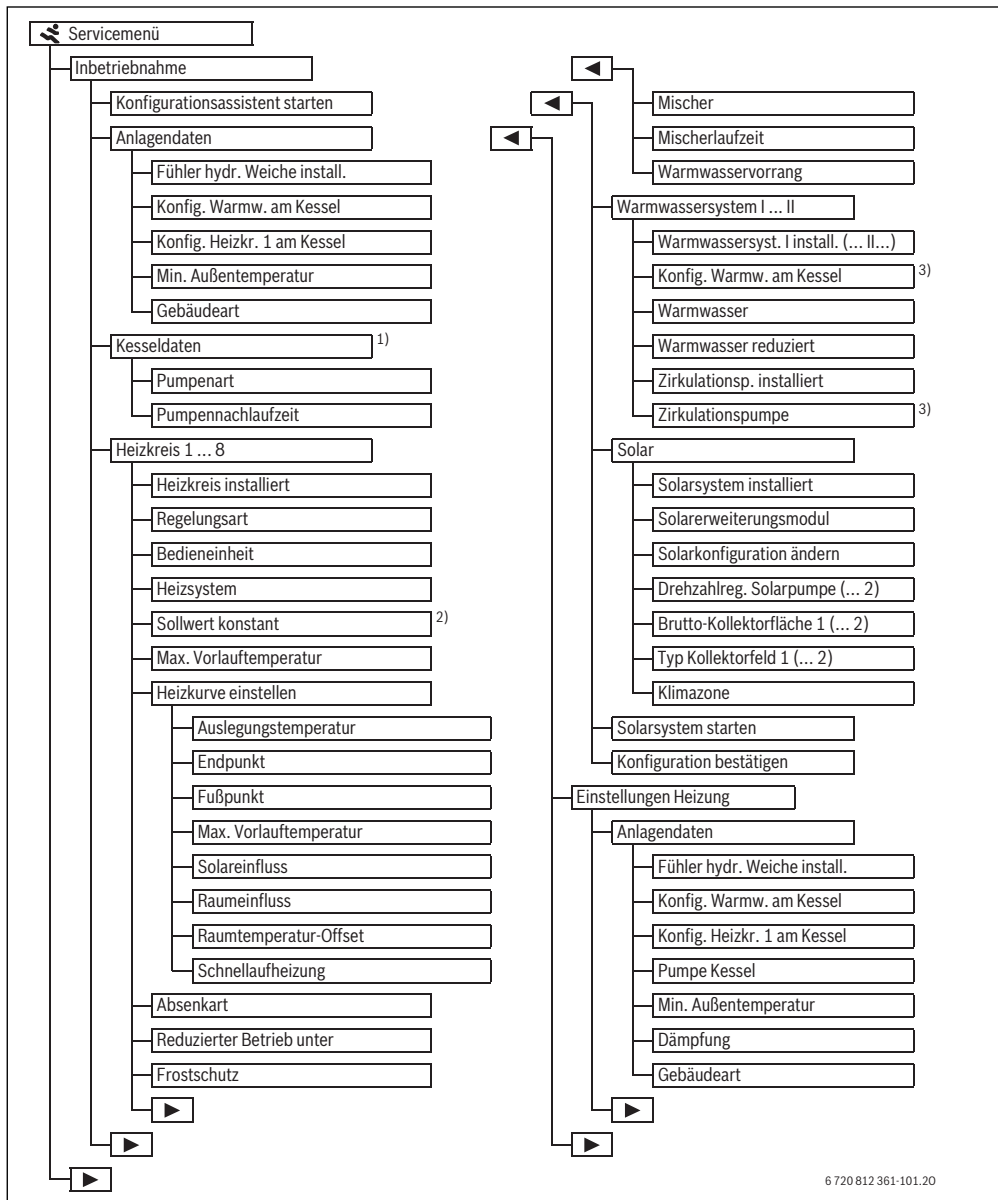 Servicemenü
Inbetriebnahme
Konfigurationsassistent starten
Anlagendaten
Fühler hydr. Weiche install.
Konfig. Warmw. am Kessel
Konfig. Heizkr. 1 am Kessel
Min. Außentemperatur
Gebäudeart
Kesseldaten 1)
Pumpenart
Pumpennachlaufzeit
Heizkreis 1 ... 8
Heizkreis installiert
Regelungsart
Bedieneinheit
Heizsystem
Sollwert konstant 2)
Max. Vorlauftemperatur
Heizkurve einstellen
Auslegungstemperatur
Endpunkt
Fußpunkt
Max. Vorlauftemperatur
Solareinfluss
Raumeinfluss
Raumtemperatur-Offset
Schnellaufheizung
Absenkart
Reduzierter Betrieb unter
Frostschutz
Mischer
Mischerlaufzeit
Warmwasservorrang
Warmwassersystem I ... II
Warmwassersyst. I install. (... II...)
Konfig. Warmw. am Kessel 3)
Warmwasser
Warmwasser reduziert
Zirkulationsp. installiert
Zirkulationspumpe 3)
Solar
Solarsystem installiert
Solarerweiterungsmodul
Solarkonfiguration ändern
Drehzahlreg. Solarpumpe (... 2)
Brutto-Kollektorfläche 1 (... 2)
Typ Kollektorfeld 1 (... 2)
Klimazone
Solarsystem starten
Konfiguration bestätigen
Einstellungen Heizung
Anlagendaten
Fühler hydr. Weiche install.
Konfig. Warmw. am Kessel
Konfig. Heizkr. 1 am Kessel
Pumpe Kessel
Min. Außentemperatur
Dämpfung
Gebäudeart
6 720 812 361-101.2O